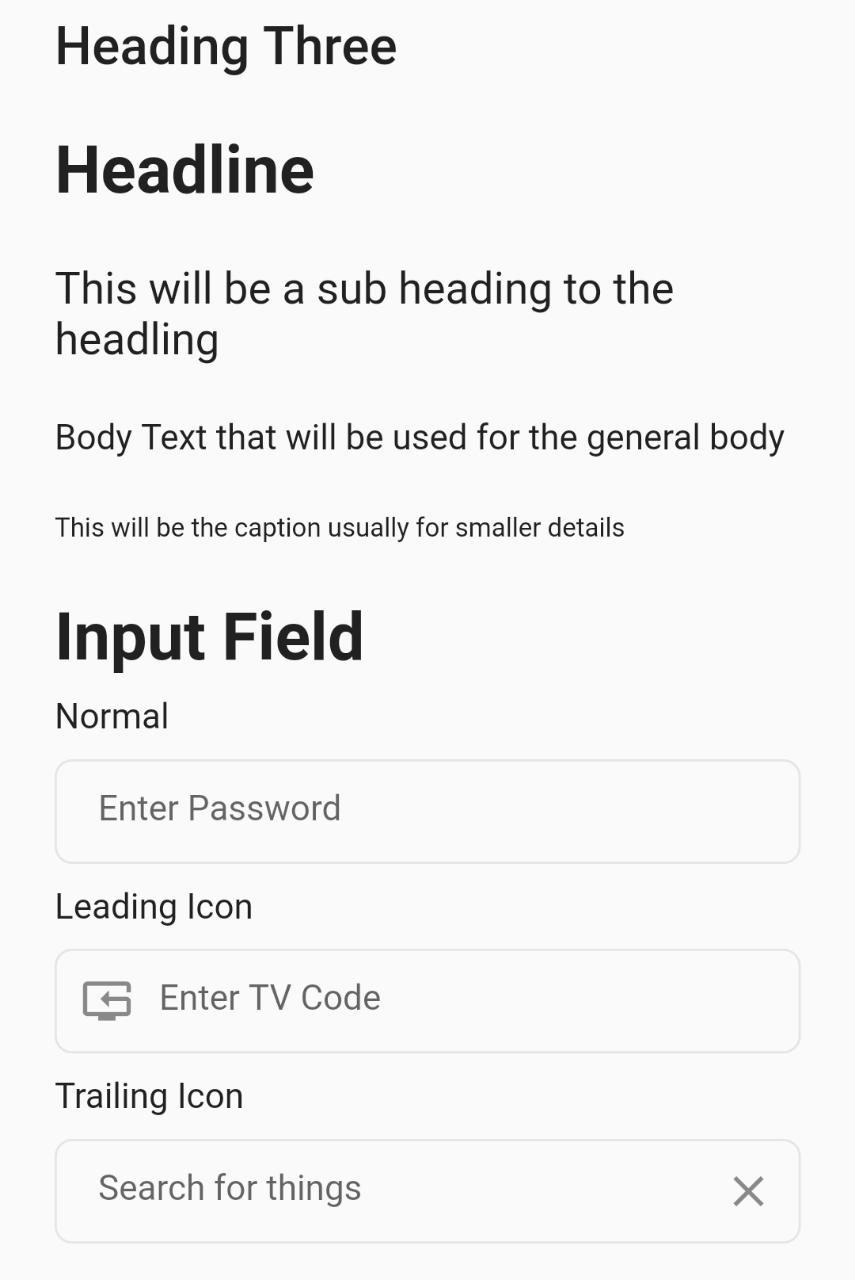 Heading Three
Headline
This will be a sub heading to the
headling
Body Text that will be used for the general body
This will be the caption usually for smaller details
Input Field
Normal
Enter Password
Leading Icon
Enter TV Code
Trailing Icon
Search for things